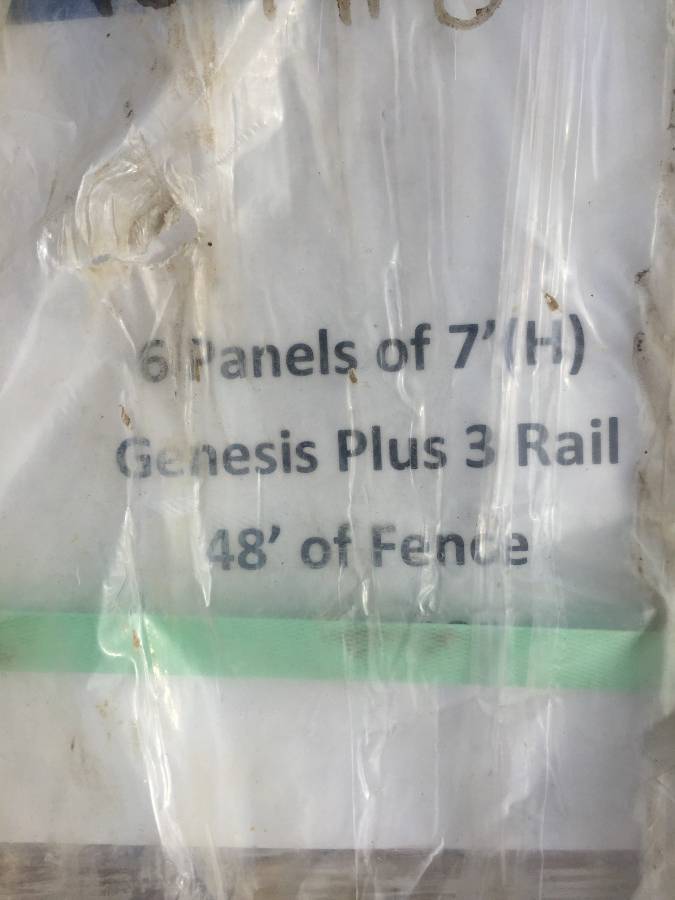 6 Panels of 7'(H)
Genesis Plus 3 Rail
48' of Fence